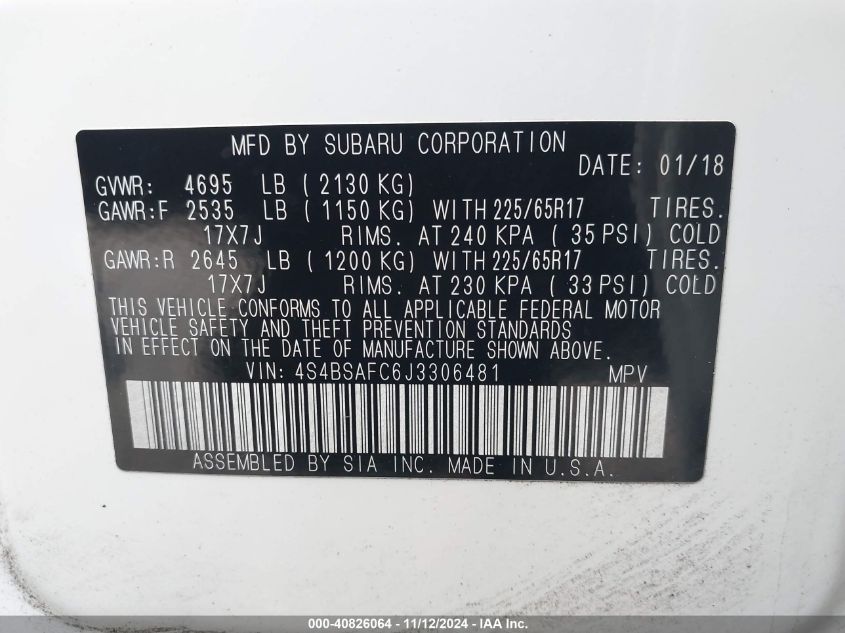 MFD BY SUBARU CORPORATION
DATE: 01/18
GVWR: 4695 LB ( 2130 KG)
GAWR:F 2535 LB ( 1150 KG) WITH 225/65R17 TIRES.
17X7J RIMS. AT 240 KPA ( 35 PSI) COLD
GAWR:R 2645 LB ( 1200 KG) WITH 225/65R17 TIRES.
17X7J RIMS. AT 230 KPA ( 33 PSI) COLD
THIS VEHICLE CONFORMS TO ALL APPLICABLE FEDERAL MOTOR
VEHICLE SAFETY AND THEFT PREVENTION STANDARDS
IN EFFECT ON THE DATE OF MANUFACTURE SHOWN ABOVE.
VIN: 4S4BSAFC6J3306481 MPV
ASSEMBLED BY SIA INC. MADE IN U.S.A.
000-40826064 - 11/12/2024 - IAA Inc.